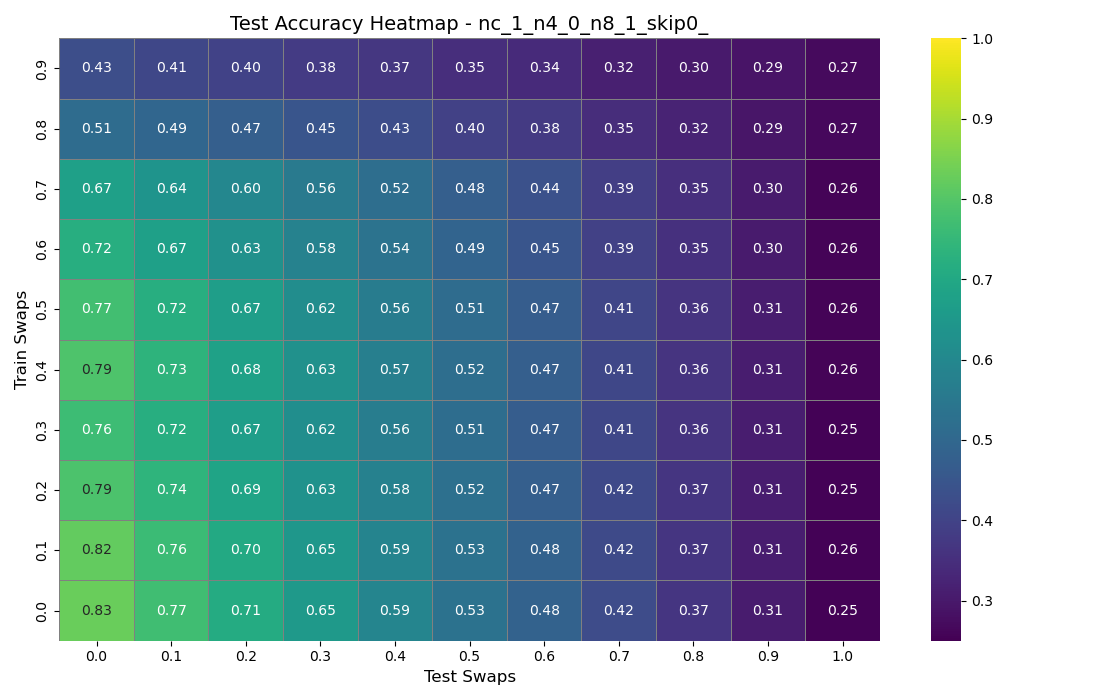 Test Accuracy Heatmap - nc_1_n4_0_n8_1_skip0_
Train Swaps
0.9 0.43 0.41 0.40 0.38 0.37 0.35 0.34 0.32 0.30 0.29 0.27
0.8 0.51 0.49 0.47 0.45 0.43 0.40 0.38 0.35 0.32 0.29 0.27
0.7 0.67 0.64 0.60 0.56 0.52 0.48 0.44 0.39 0.35 0.30 0.26
0.6 0.72 0.67 0.63 0.58 0.54 0.49 0.45 0.39 0.35 0.30 0.26
0.5 0.77 0.72 0.67 0.62 0.56 0.51 0.47 0.41 0.36 0.31 0.26
0.4 0.79 0.73 0.68 0.63 0.57 0.52 0.47 0.41 0.36 0.31 0.26
0.3 0.76 0.72 0.67 0.62 0.56 0.51 0.47 0.41 0.36 0.31 0.25
0.2 0.79 0.74 0.69 0.63 0.58 0.52 0.47 0.42 0.37 0.31 0.25
0.1 0.82 0.76 0.70 0.65 0.59 0.53 0.48 0.42 0.37 0.31 0.26
0.0 0.83 0.77 0.71 0.65 0.59 0.53 0.48 0.42 0.37 0.31 0.25
0.0 0.1 0.2 0.3 0.4 0.5 0.6 0.7 0.8 0.9 1.0
Test Swaps
1.0
0.9
0.8
0.7
0.6
0.5
0.4
0.3